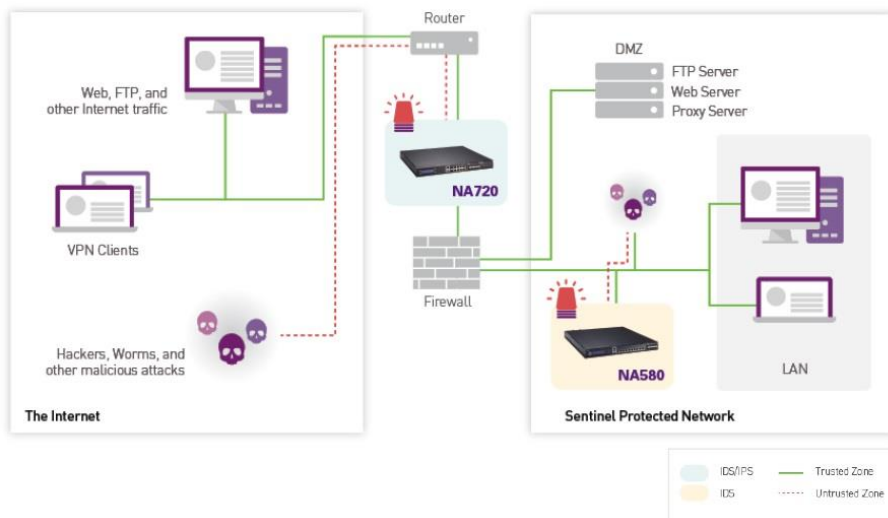 Router
DMZ
FTP Server
Web Server
Proxy Server
Web, FTP, and
other Internet traffic
NA720
VPN Clients
Firewall
Hackers, Worms, and
other malicious attacks
NA580
LAN
The Internet
Sentinel Protected Network
IDS/IPS
Trusted Zone
IDS
Untrusted Zone